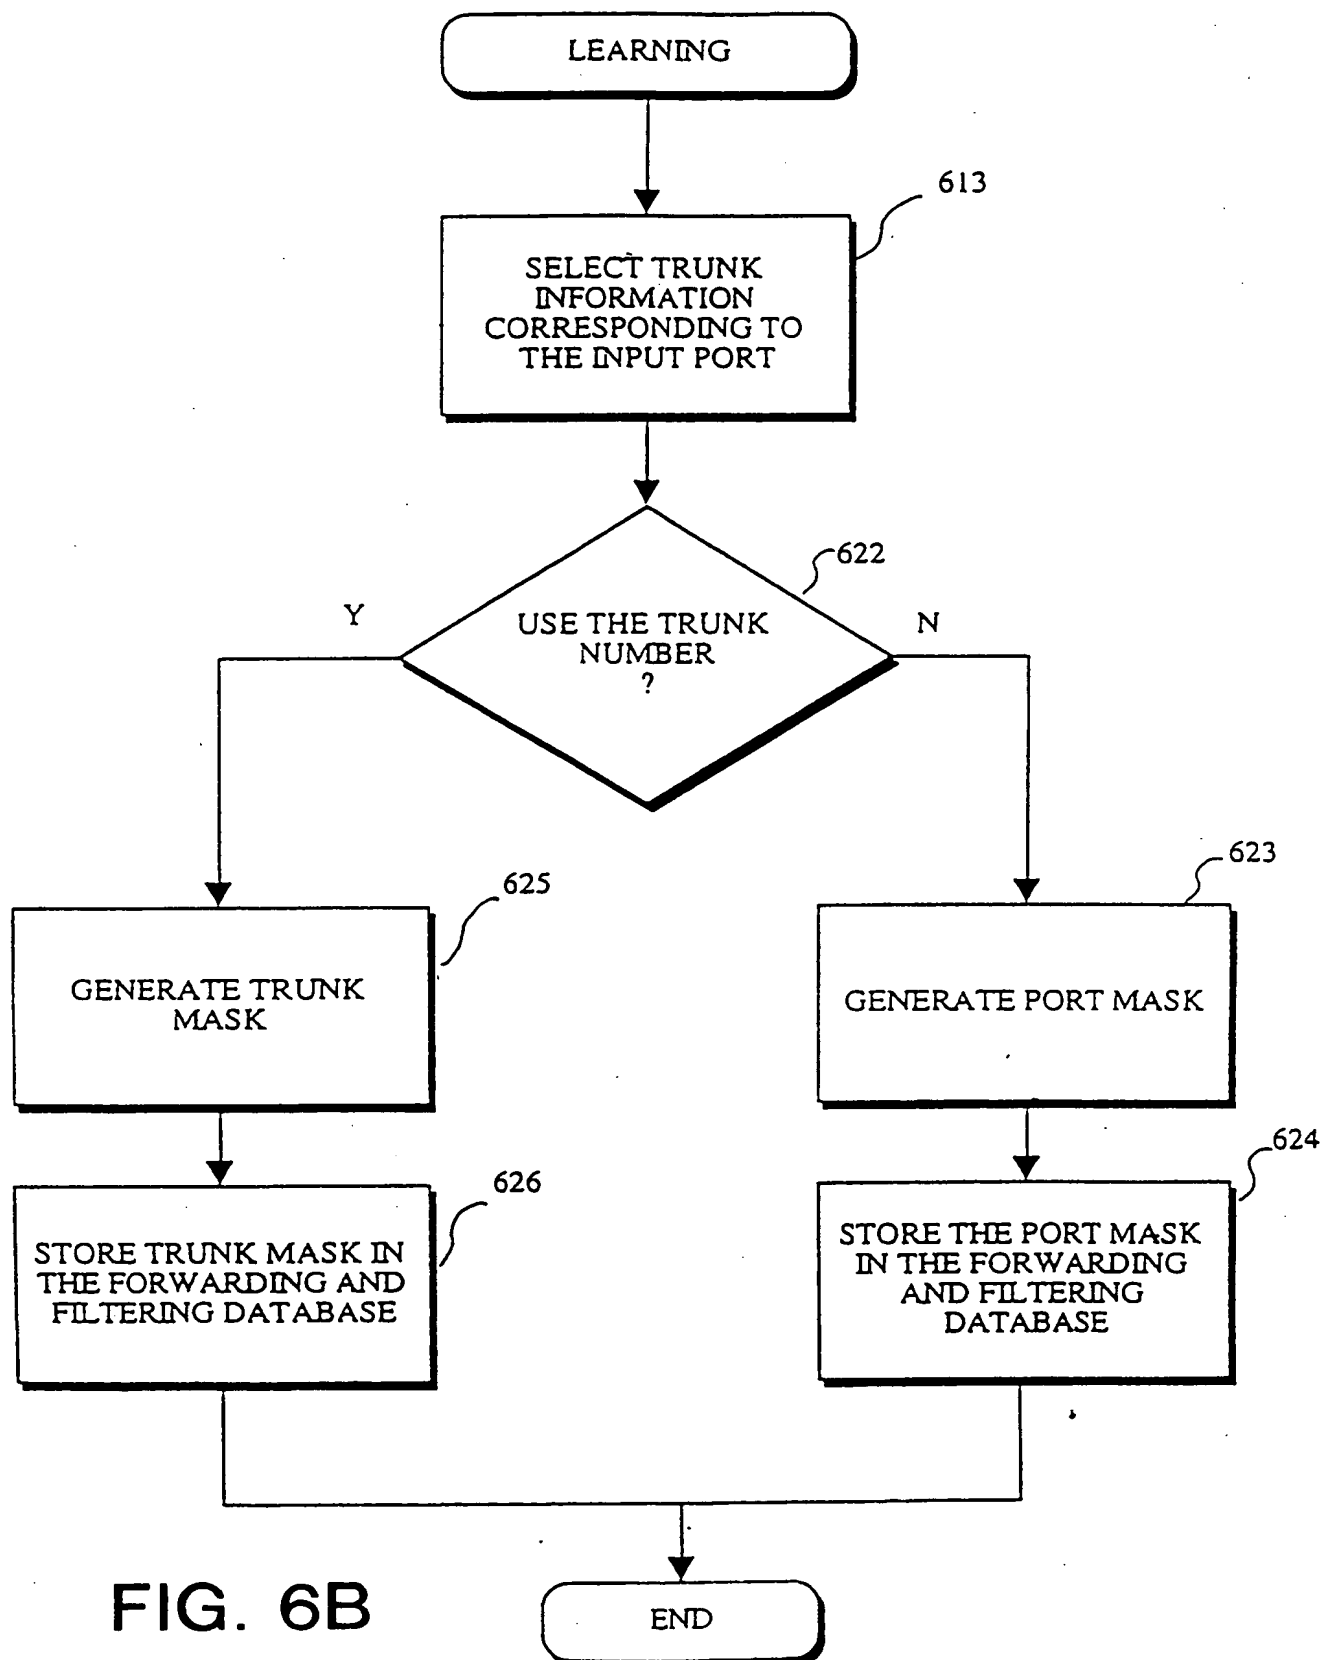 LEARNING
613
SELECT TRUNK
INFORMATION
CORRESPONDING TO
THE INPUT PORT
622
Y
USE THE TRUNK
NUMBER
?
N
625
623
GENERATE TRUNK
MASK
GENERATE PORT MASK
626
624
STORE TRUNK MASK IN
THE FORWARDING AND
FILTERING DATABASE
STORE THE PORT MASK
IN THE FORWARDING
AND FILTERING
DATABASE
FIG. 6B
END